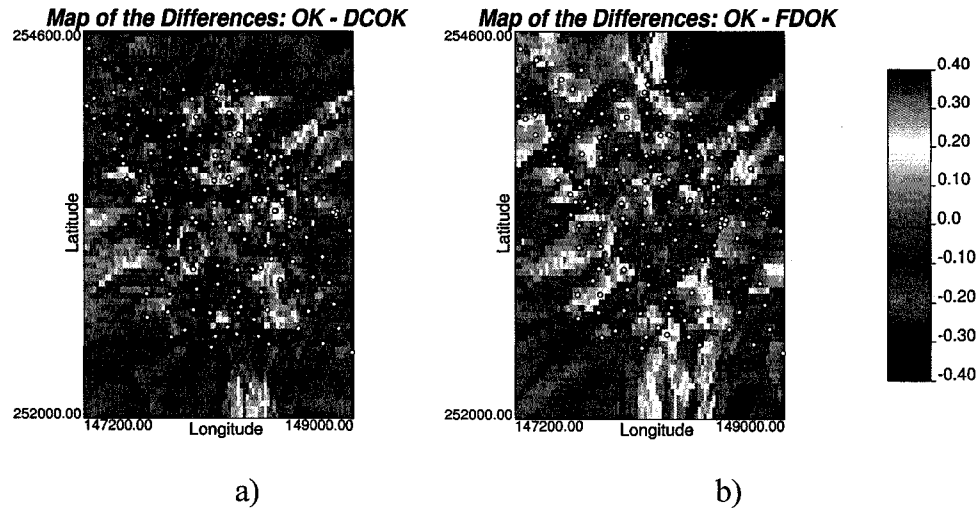 Map of the Differences: OK - DCOK
254600.00
Latitude
252000.00
147200.00
Longitude
149000.00
a)
Map of the Differences: OK - FDOK
254600.00
Latitude
252000.00
147200.00
Longitude
149000.00
b)
0.40
0.30
0.20
0.10
0.0
-0.10
-0.20
-0.30
-0.40